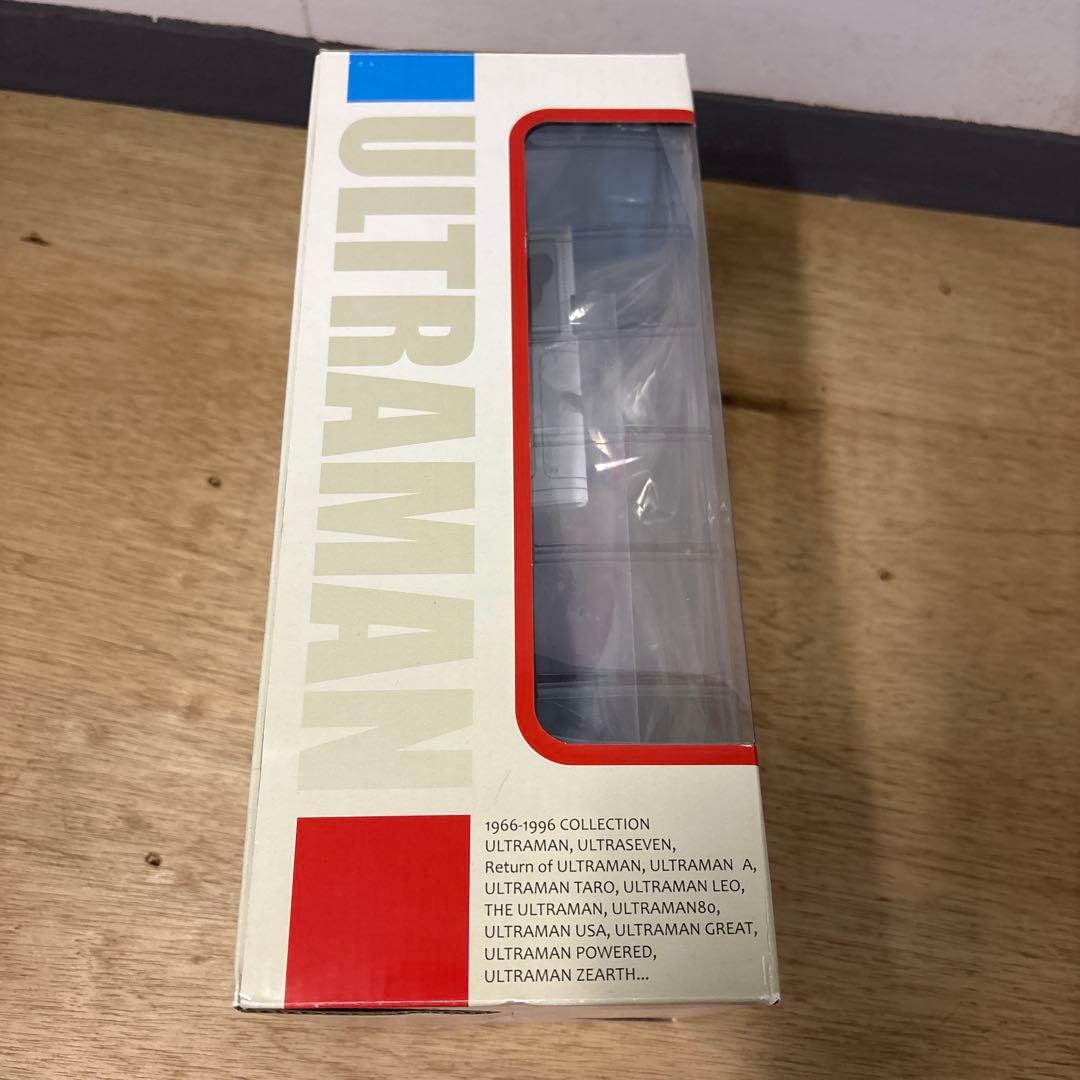 ULTRAMAN
1966-1996 COLLECTION
ULTRAMAN, ULTRASEVEN,
Return of ULTRAMAN, ULTRAMAN A,
ULTRAMAN TARO, ULTRAMAN LEO,
THE ULTRAMAN, ULTRAMAN80,
ULTRAMAN USA, ULTRAMAN GREAT,
ULTRAMAN POWERED,
ULTRAMAN ZEARTH...